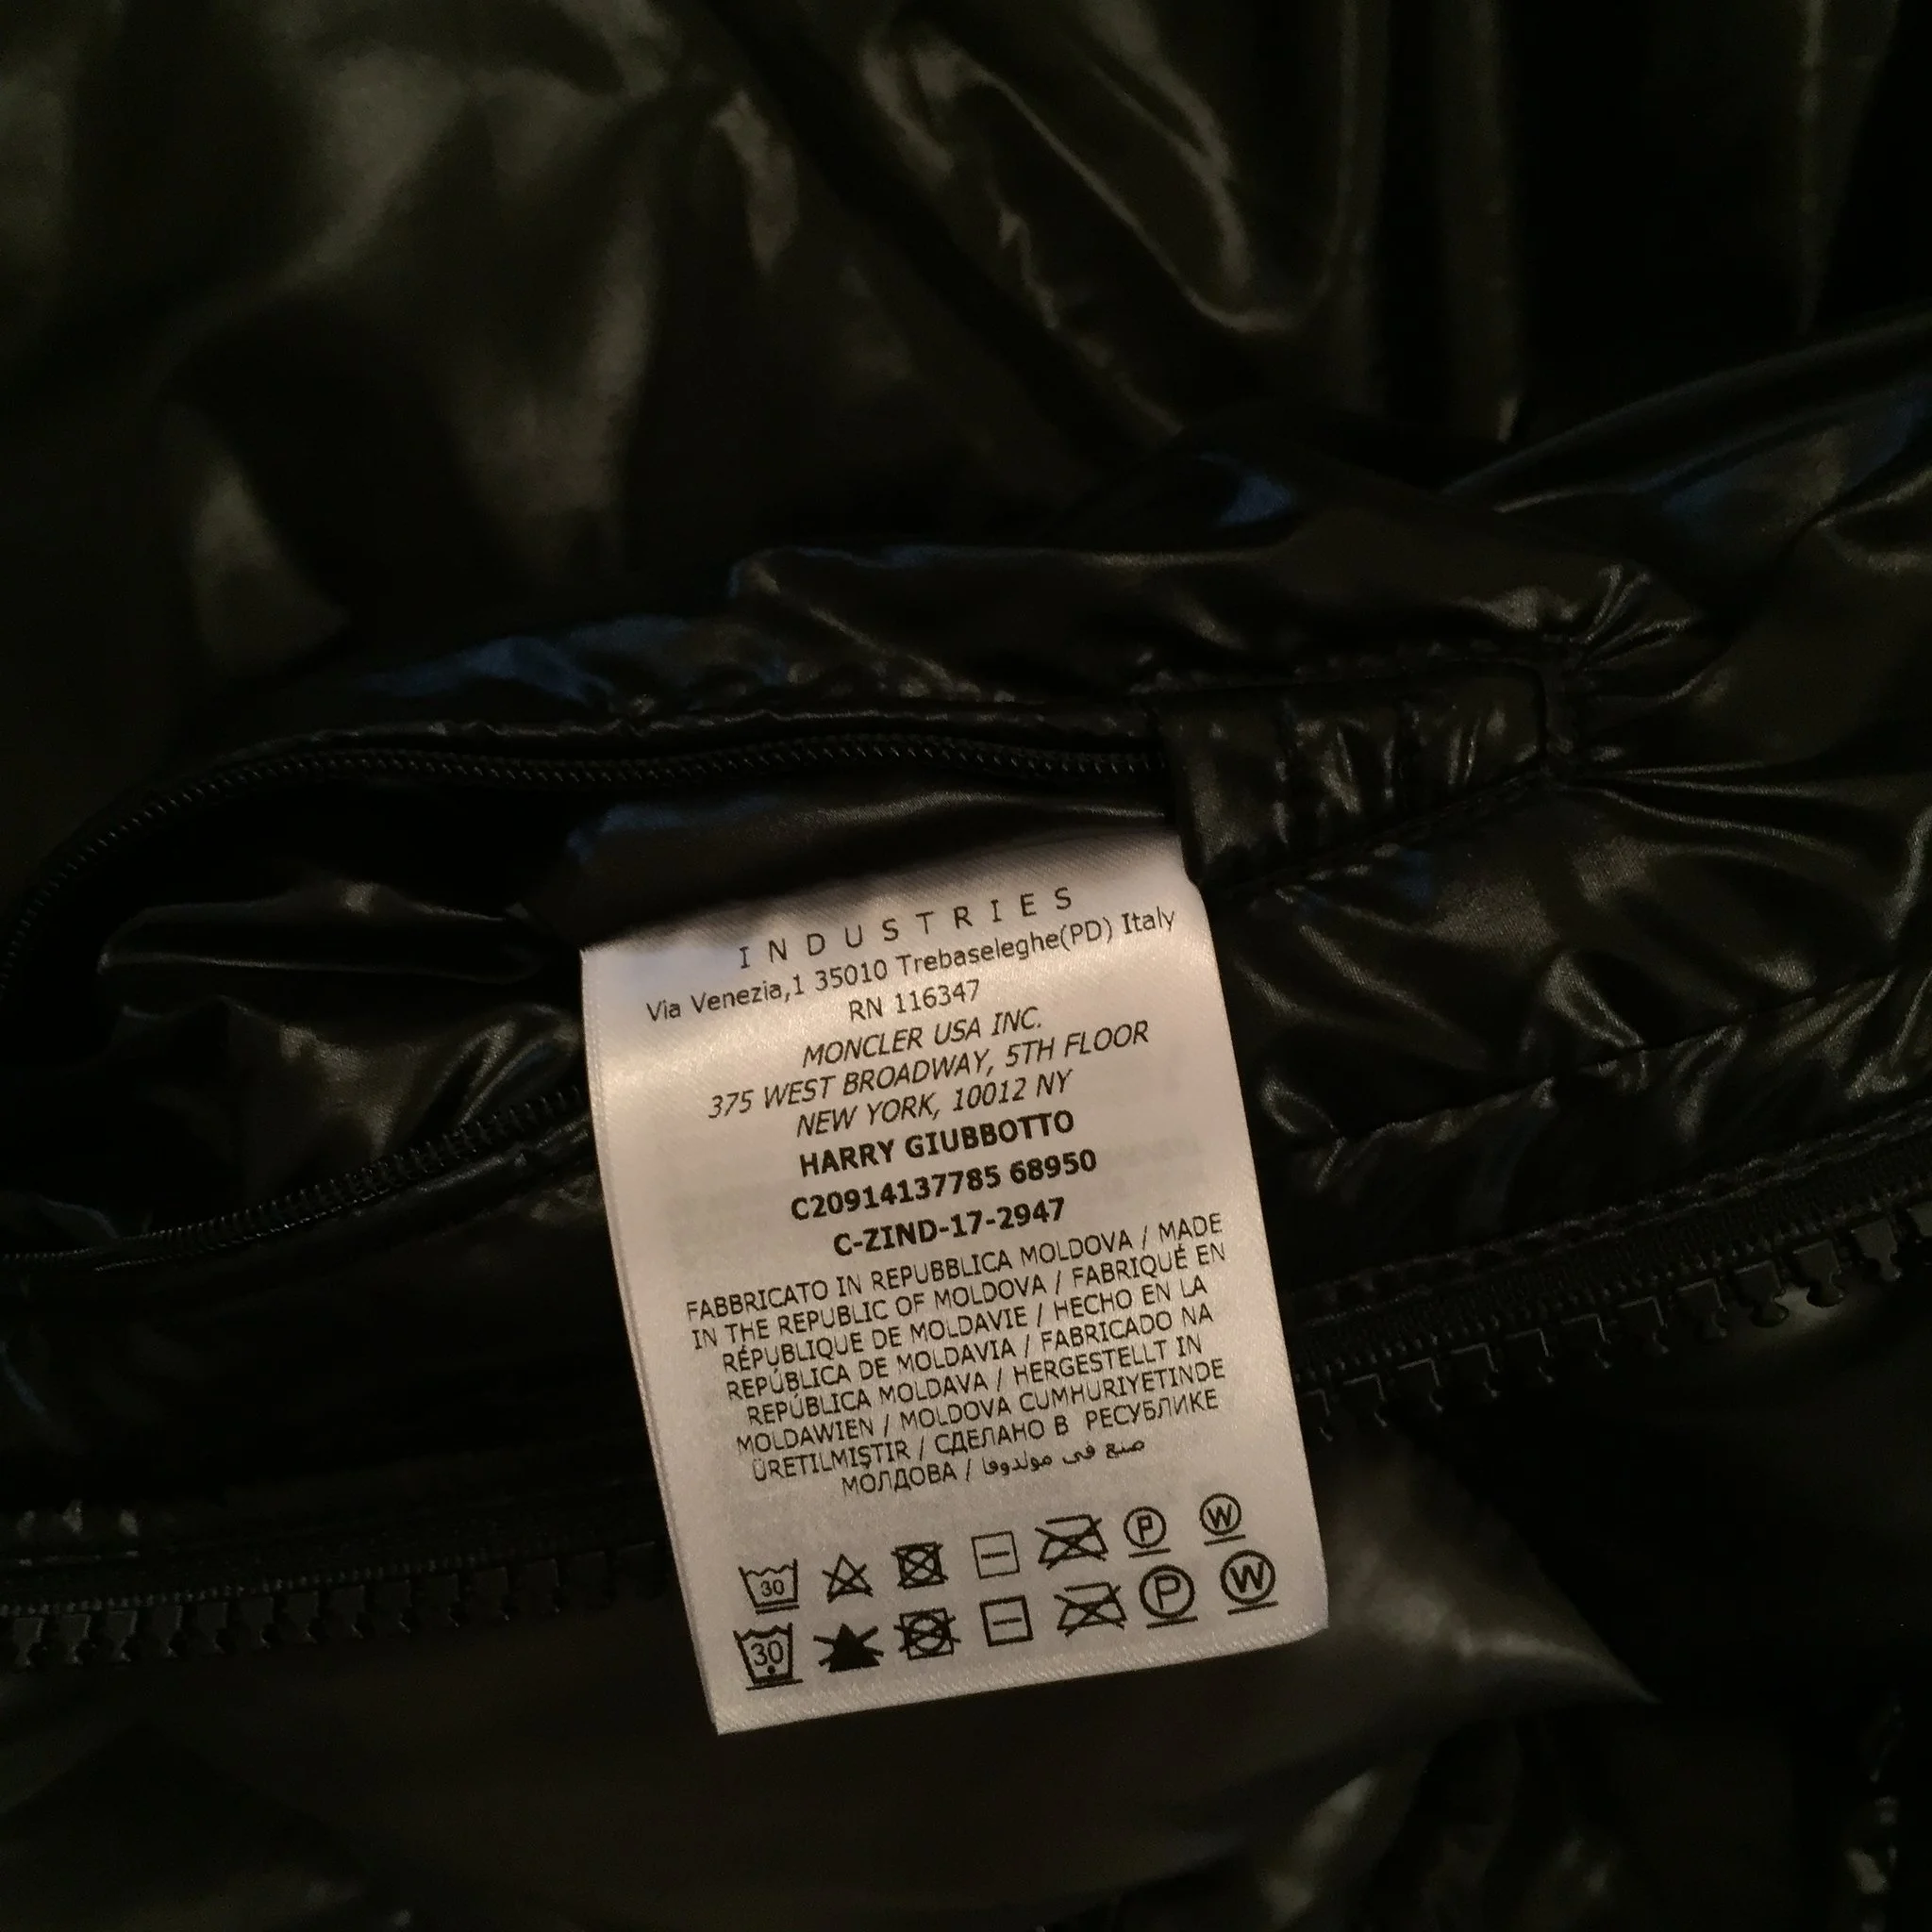 INDUSTRIES
Via Venezia,1 35010 Trebaseleghe(PD) Italy
RN 116347
MONCLER USA INC.
375 WEST BROADWAY, 5TH FLOOR
NEW YORK, 10012 NY
HARRY GIUBBOTTO
C20914137785 68950
C-ZIND-17-2947
FABBRICATO IN REPUBBLICA MOLDOVA / MADE
IN THE REPUBLIC OF MOLDOVA / FABRIQUÉ EN
RÉPUBLIQUE DE MOLDAVIE / HECHO EN LA
REPÚBLICA DE MOLDAVIA / FABRICADO NA
REPÚBLICA MOLDAVA / HERGESTELLT IN
MOLDAWIEN / MOLDOVA CUMHURIYETINDE
ÜRETILMIŞTIR / СДЕЛАНО В РЕСУБЛИКЕ
МОЛДОВА / صنع في مولدوفا
30 P W
30 P W